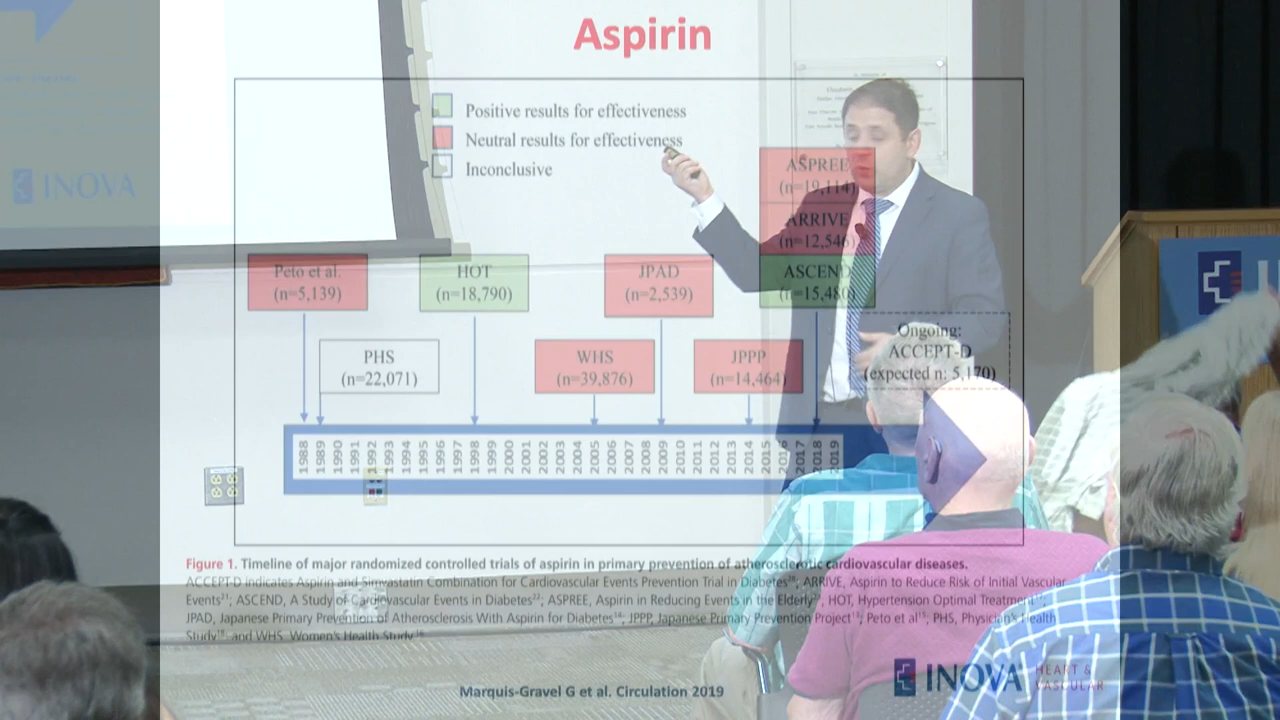 Aspirin
Positive results for effectiveness
Neutral results for effectiveness
Inconclusive
ASPREE
(n=19,114)
ARRIVE
(n=12,546)
Peto et al.
(n=5,139)
HOT
(n=18,790)
JPAD
(n=2,539)
ASCEND
(n=15,480)
INOVA
Ongoing:
ACCEPT-D
(expected n: 5,170)
PHS
(n=22,071)
WHS
(n=39,876)
JPPP
(n=14,464)
1988 1989 1990 1991 1992 1993 1994 1995 1996 1997 1998 1999 2000 2001 2002 2003 2004 2005 2006 2007 2008 2009 2010 2011 2012 2013 2014 2015 2016 2017 2018 2019
Figure 1. Timeline of major randomized controlled trials of aspirin in primary prevention of atherosclerotic cardiovascular diseases.
ACCEPT-D indicates Aspirin and Simvastatin Combination for Cardiovascular Events Prevention Trial in Diabetes²⁰; ARRIVE, Aspirin to Reduce Risk of Initial Vascular
Events²¹; ASCEND, A Study of Cardiovascular Events in Diabetes²²; ASPREE, Aspirin in Reducing Events in the Elderly; HOT, Hypertension Optimal Treatment;
JPAD, Japanese Primary Prevention of Atherosclerosis With Aspirin for Diabetes; JPPP, Japanese Primary Prevention Project; Peto et al; PHS, Physician's Health
Study; and WHS, Women's Health Study
Marquis-Gravel G et al. Circulation 2019
INOVA HEART &
VASCULAR